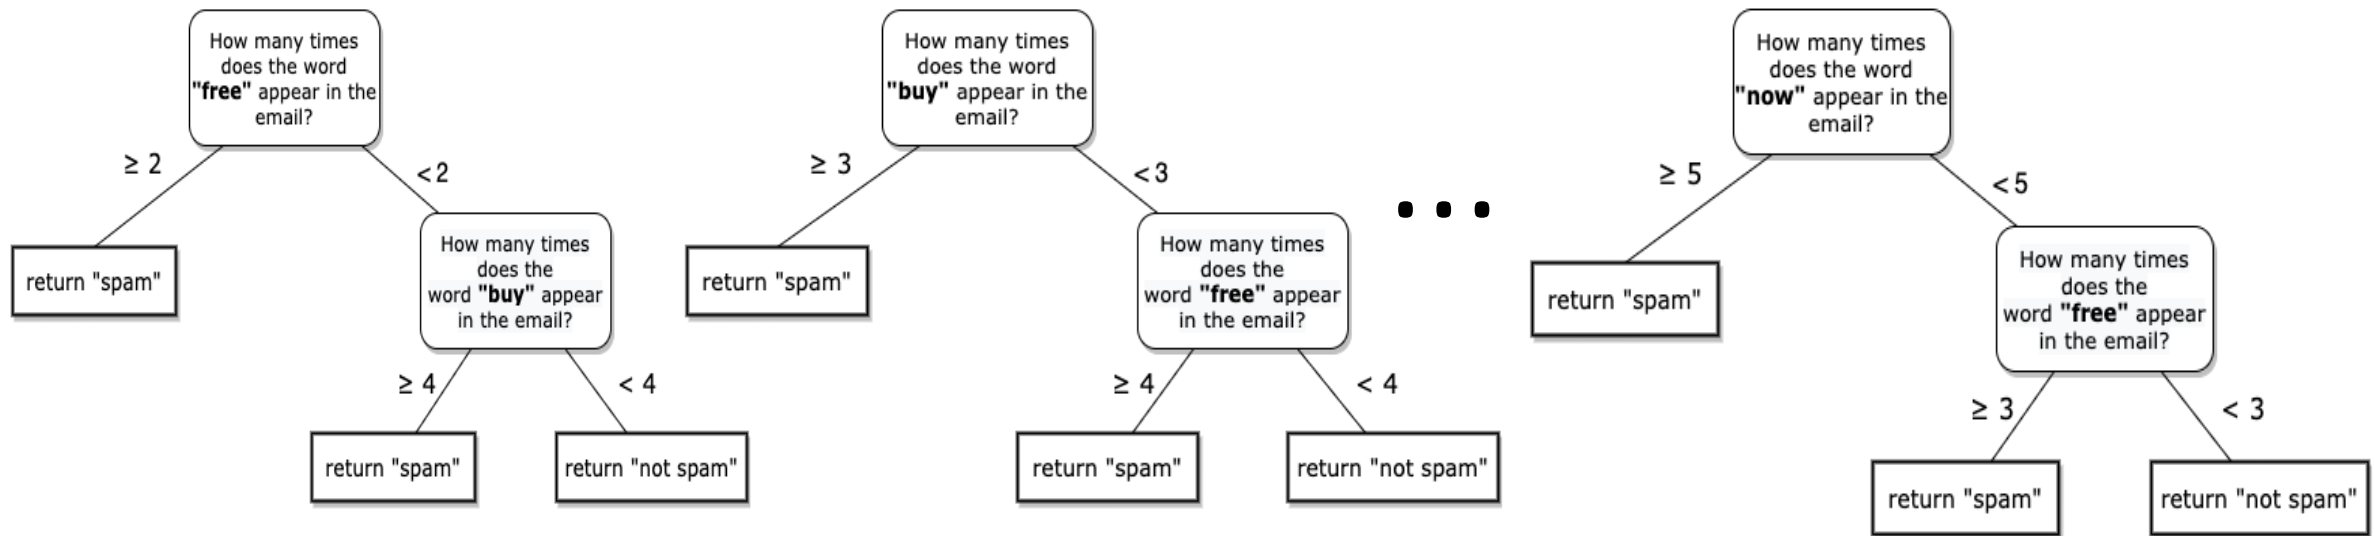 How many times
does the word
"free" appear in the
email?
≥ 2
< 2
return "spam"
How many times
does the
word "buy" appear
in the email?
≥ 4
< 4
return "spam"
return "not spam"
How many times
does the word
"buy" appear in the
email?
≥ 3
< 3
return "spam"
How many times
does the
word "free" appear
in the email?
≥ 4
< 4
return "spam"
return "not spam"
. . .
How many times
does the word
"now" appear in the
email?
≥ 5
< 5
return "spam"
How many times
does the
word "free" appear
in the email?
≥ 3
< 3
return "spam"
return "not spam"